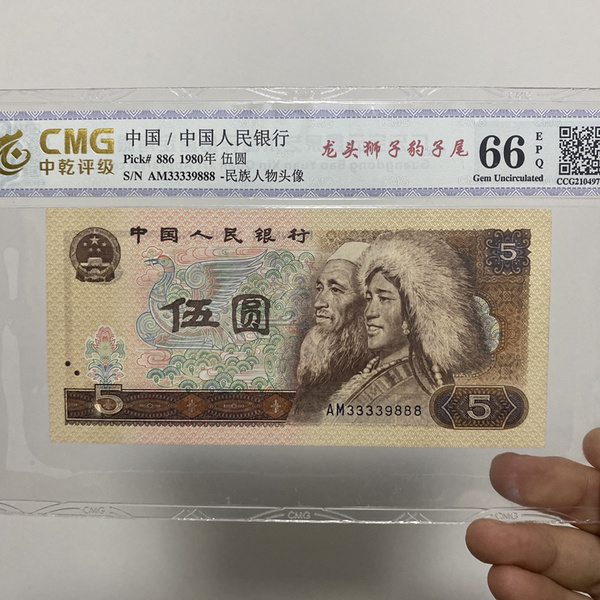 CMG
中乾评级
中国 / 中国人民银行
Pick# 886 1980年 伍圆
S/N AM33339888 -民族人物头像
龙头狮子豹子尾
66
EPQ
Gem Uncirculated
CCG210497
中国人民银行
5
伍圆
5
AM33339888
5
CMG
CMG
CMG